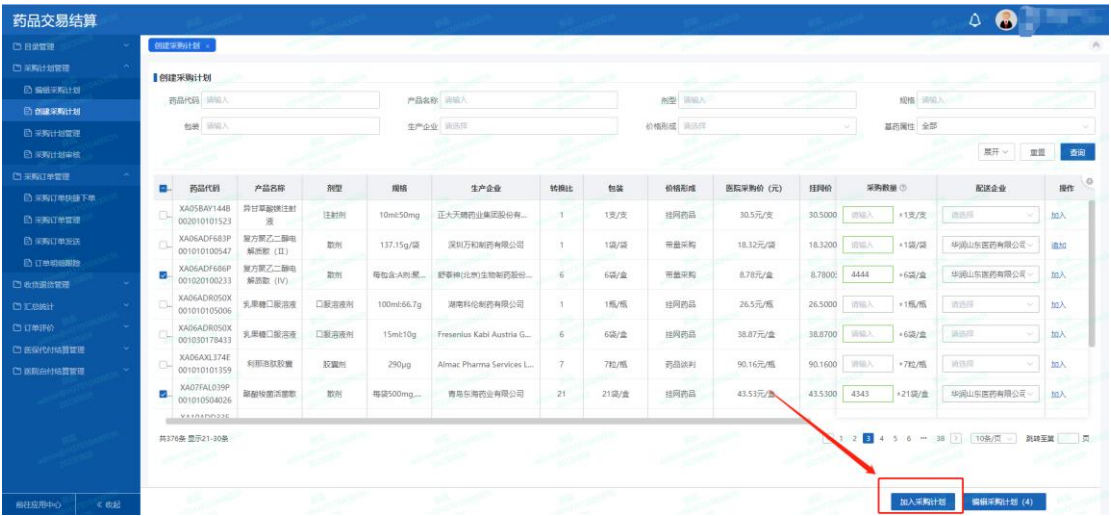 药品交易结算
目录管理
创建采购计划 ×
采购计划管理
编辑采购计划
创建采购计划
采购计划管理
采购计划审核
采购订单管理
采购订单快捷下单
采购订单管理
采购订单发送
订单明细跟踪
收货退货管理
汇总统计
订单评价
医保代付结算管理
医院自付结算管理
前往应用中心 《 收起
创建采购计划
药品代码 请输入 产品名称 请输入 剂型 请输入 规格 请输入
包装 请输入 生产企业 请选择 价格形成 请选择 基药属性 全部
展开 重置 查询
药品代码 产品名称 剂型 规格 生产企业 转换比 包装 价格形成 医院采购价（元） 挂网价 采购数量 配送企业 操作
XA05BAY144B002010101523 异甘草酸镁注射液 注射剂 10ml:50mg 正大天晴药业集团股份有... 1 1支/支 挂网药品 30.5元/支 30.5000 请输入 ×1支/支 请选择 加入
XA06ADF683P001010100547 复方聚乙二醇电解质散（II） 散剂 137.15g/袋 深圳万和制药有限公司 1 1袋/袋 带量采购 18.32元/袋 18.3200 请输入 ×1袋/袋 华润山东医药有限公司 追加
XA06ADF686P001020100233 复方聚乙二醇电解质散（IV） 散剂 每包含:A剂:聚... 舒泰神(北京)生物制药股份... 6 6袋/盒 带量采购 8.78元/盒 8.7800 4444 ×6袋/盒 华润山东医药有限公司 加入
XA06ADR050X001010105006 乳果糖口服溶液 口服溶液剂 100ml:66.7g 湖南科伦制药有限公司 1 1瓶/瓶 挂网药品 26.5元/瓶 26.5000 请输入 ×1瓶/瓶 请选择 加入
XA06ADR050X001030178433 乳果糖口服溶液 口服溶液剂 15ml:10g Fresenius Kabi Austria G... 6 6袋/盒 挂网药品 38.87元/盒 38.8700 请输入 ×6袋/盒 请选择 加入
XA06AXL374E001010101359 利那洛肽胶囊 胶囊剂 290μg Almac Pharma Services L... 7 7粒/瓶 药品谈判 90.16元/瓶 90.1600 请输入 ×7粒/瓶 请选择 加入
XA07FAL039P001010504026 酪酸梭菌活菌散 散剂 每袋500mg,... 青岛东海药业有限公司 21 21袋/盒 挂网药品 43.53元/盒 43.5300 4343 ×21袋/盒 华润山东医药有限公司 加入
共376条 显示21-30条
1 2 3 4 5 6 ··· 38 10条/页 跳转至第 页
加入采购计划 编辑采购计划（4）